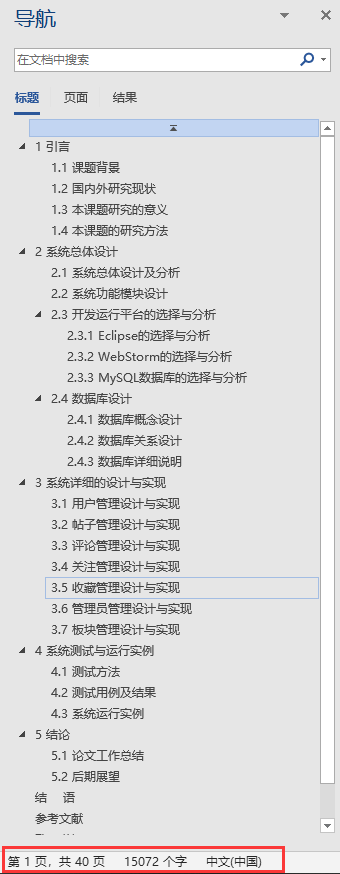 导航
在文档中搜索
标题 页面 结果
1 引言
1.1 课题背景
1.2 国内外研究现状
1.3 本课题研究的意义
1.4 本课题的研究方法
2 系统总体设计
2.1 系统总体设计及分析
2.2 系统功能模块设计
2.3 开发运行平台的选择与分析
2.3.1 Eclipse的选择与分析
2.3.2 WebStorm的选择与分析
2.3.3 MySQL数据库的选择与分析
2.4 数据库设计
2.4.1 数据库概念设计
2.4.2 数据库关系设计
2.4.3 数据库详细说明
3 系统详细的设计与实现
3.1 用户管理设计与实现
3.2 帖子管理设计与实现
3.3 评论管理设计与实现
3.4 关注管理设计与实现
3.5 收藏管理设计与实现
3.6 管理员管理设计与实现
3.7 板块管理设计与实现
4 系统测试与运行实例
4.1 测试方法
4.2 测试用例及结果
4.3 系统运行实例
5 结论
5.1 论文工作总结
5.2 后期展望
结 语
参考文献
第 1 页，共 40 页 15072 个字 中文(中国)